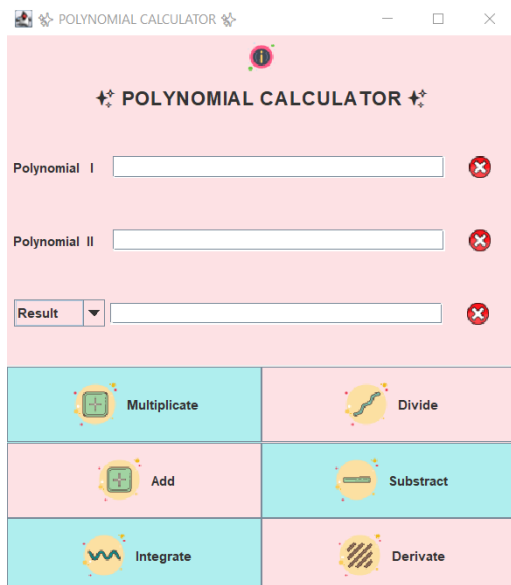 ✨ POLYNOMIAL CALCULATOR ✨
✨ POLYNOMIAL CALCULATOR ✨
Polynomial I
Polynomial II
Result
Multiplicate Divide
Add Substract
Integrate Derivate